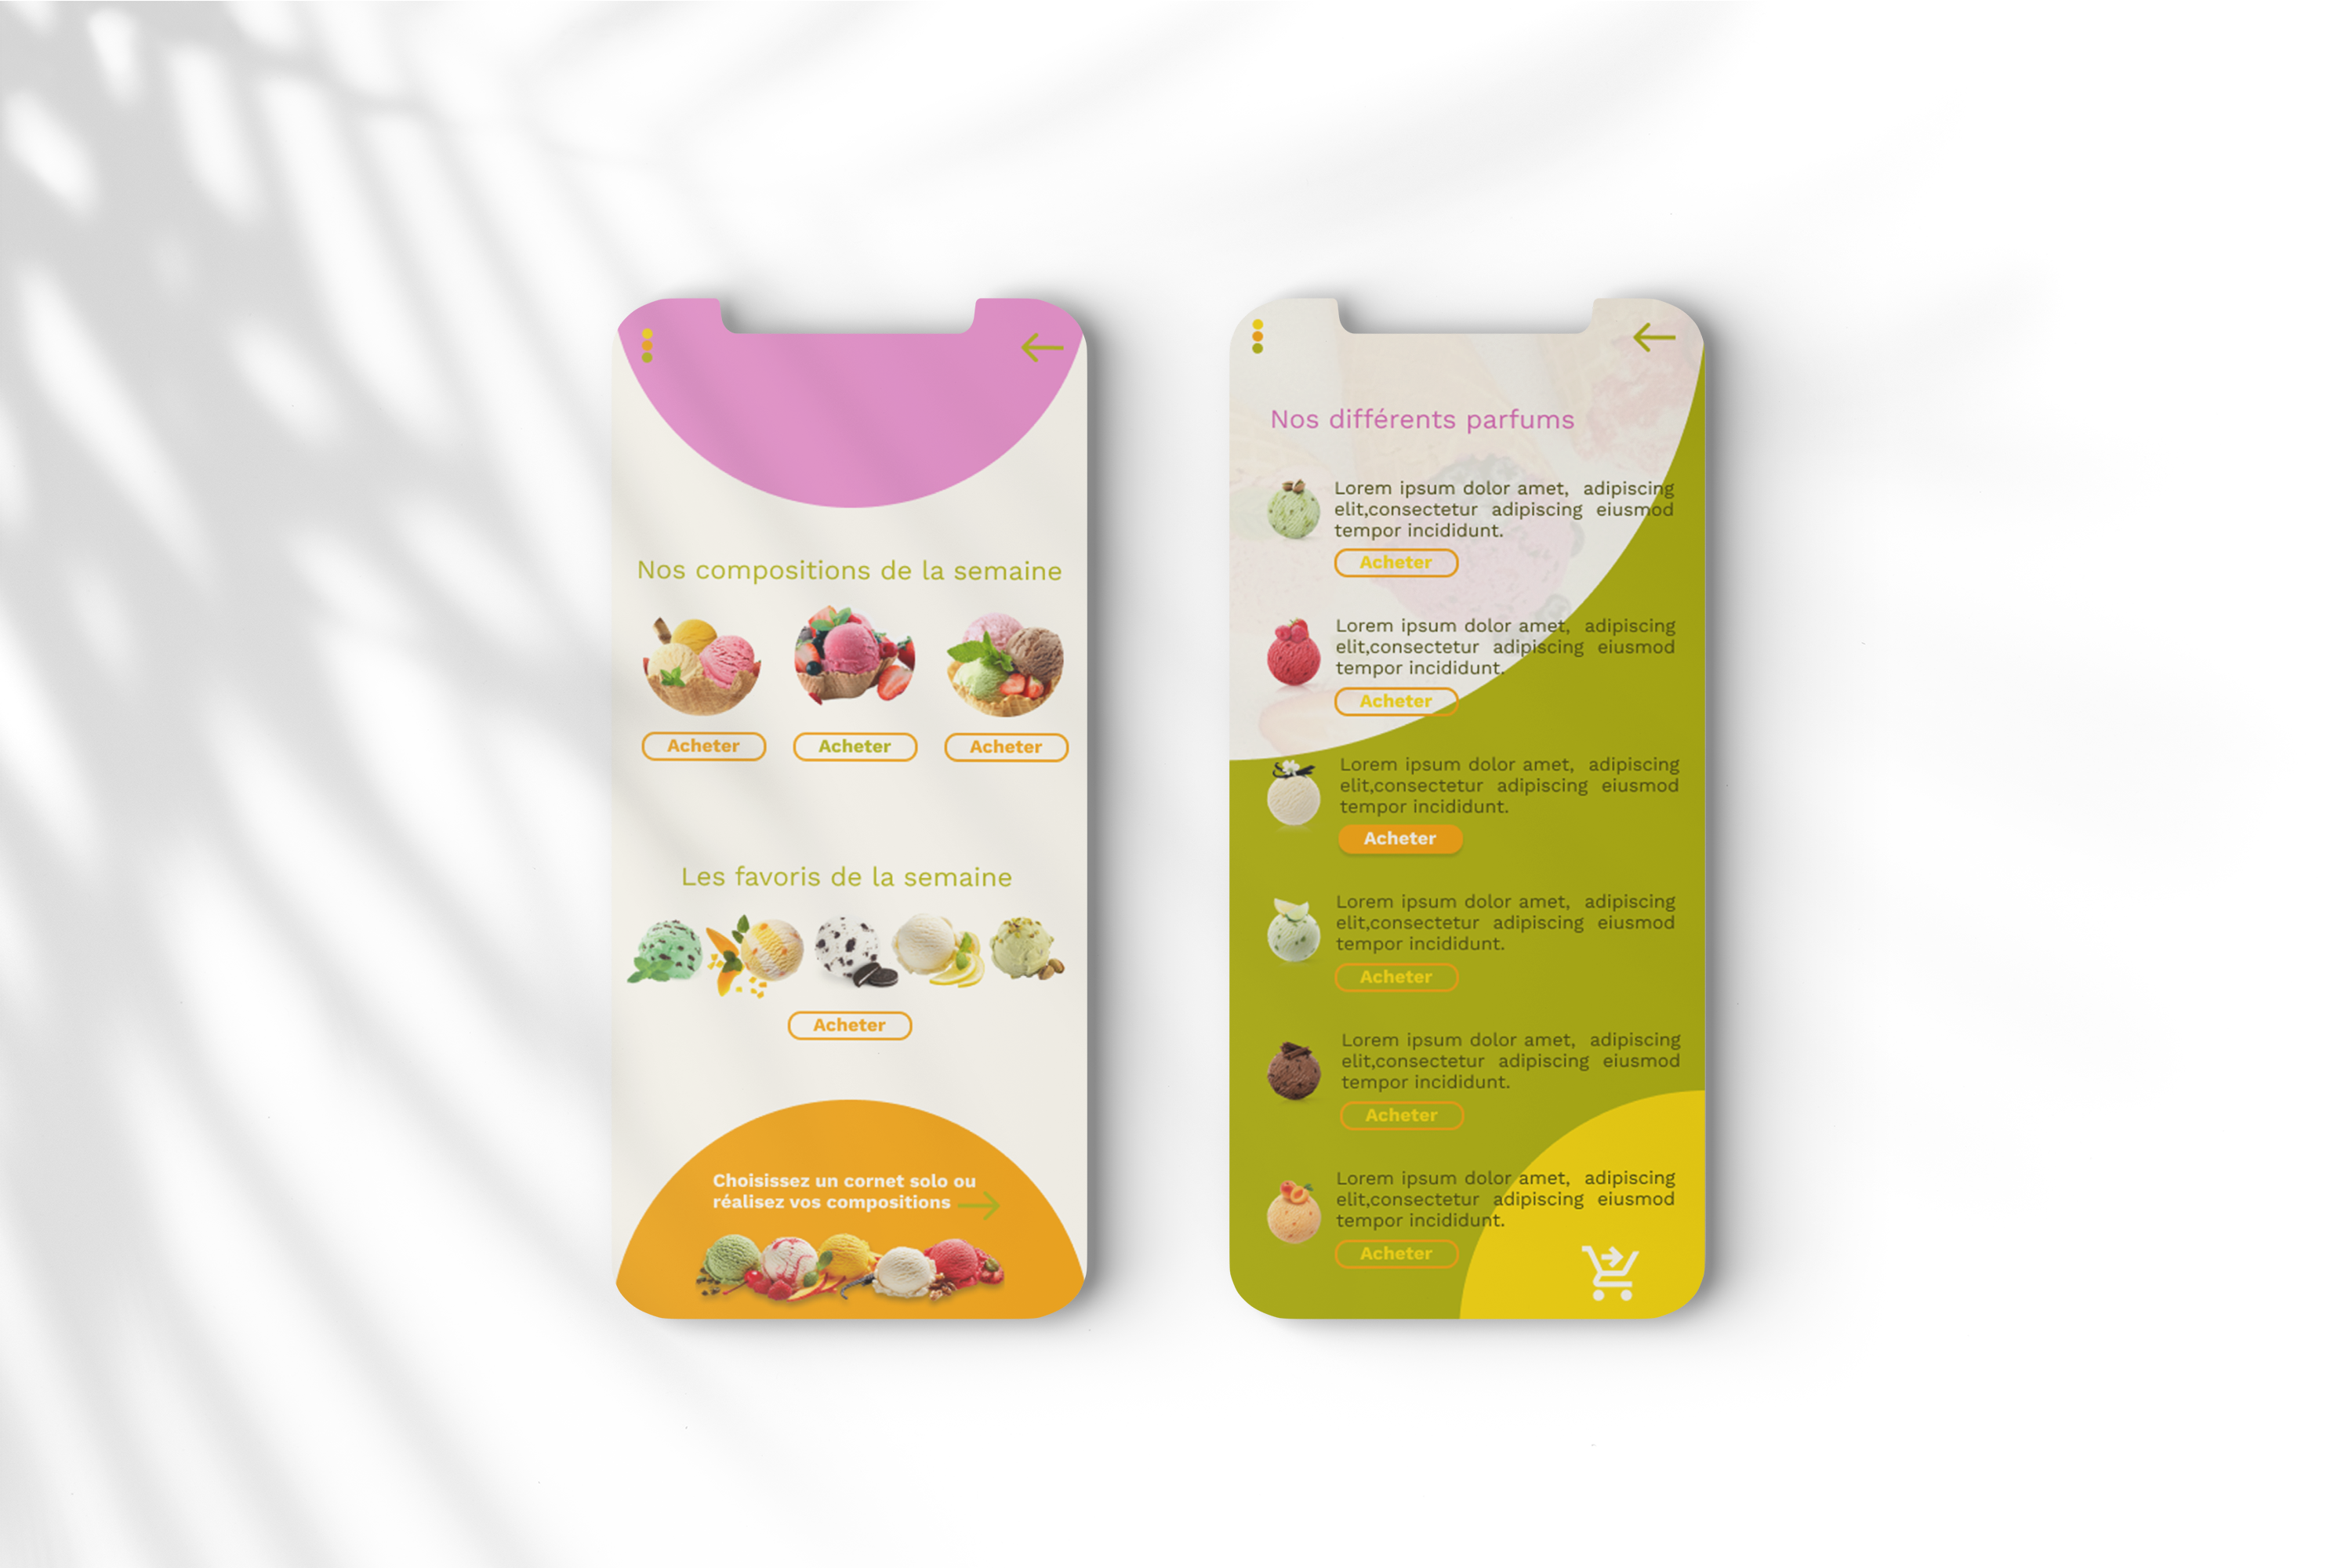 Nos compositions de la semaine
Acheter
Acheter
Acheter
Les favoris de la semaine
Acheter
Choisissez un cornet solo ou
réalisez vos compositions
Nos différents parfums
Lorem ipsum dolor amet, adipiscing
elit,consectetur adipiscing eiusmod
tempor incididunt.
Acheter
Lorem ipsum dolor amet, adipiscing
elit,consectetur adipiscing eiusmod
tempor incididunt.
Acheter
Lorem ipsum dolor amet, adipiscing
elit,consectetur adipiscing eiusmod
tempor incididunt.
Acheter
Lorem ipsum dolor amet, adipiscing
elit,consectetur adipiscing eiusmod
tempor incididunt.
Acheter
Lorem ipsum dolor amet, adipiscing
elit,consectetur adipiscing eiusmod
tempor incididunt.
Acheter
Lorem ipsum dolor amet, adipiscing
elit,consectetur adipiscing eiusmod
tempor incididunt.
Acheter